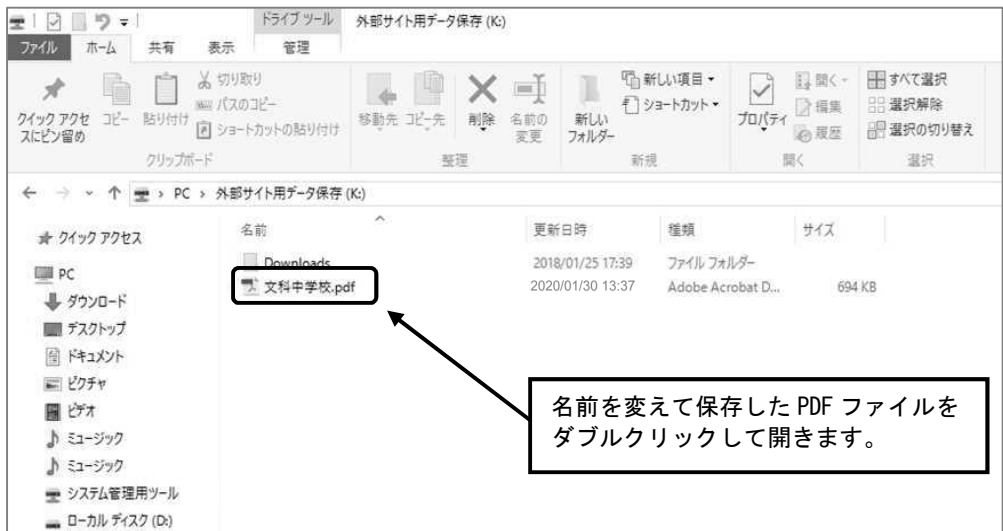 ドライブ ツール 外部サイト用データ保存 (K:)
ファイル ホーム 共有 表示 管理
クイック アクセスにピン留め
コピー
貼り付け
切り取り
パスのコピー
ショートカットの貼り付け
クリップボード
移動先
コピー先
削除
名前の変更
整理
新しいフォルダー
新しい項目
ショートカット
新規
プロパティ
開く
編集
履歴
開く
すべて選択
選択解除
選択の切り替え
選択
PC › 外部サイト用データ保存 (K:)
クイック アクセス
PC
ダウンロード
デスクトップ
ドキュメント
ピクチャ
ビデオ
ミュージック
ミュージック
システム管理用ツール
ローカル ディスク (D:)
名前 更新日時 種類 サイズ
Downloads 2018/01/25 17:39 ファイル フォルダー
文科中学校.pdf 2020/01/30 13:37 Adobe Acrobat D... 694 KB
名前を変えて保存した PDF ファイルを
ダブルクリックして開きます。